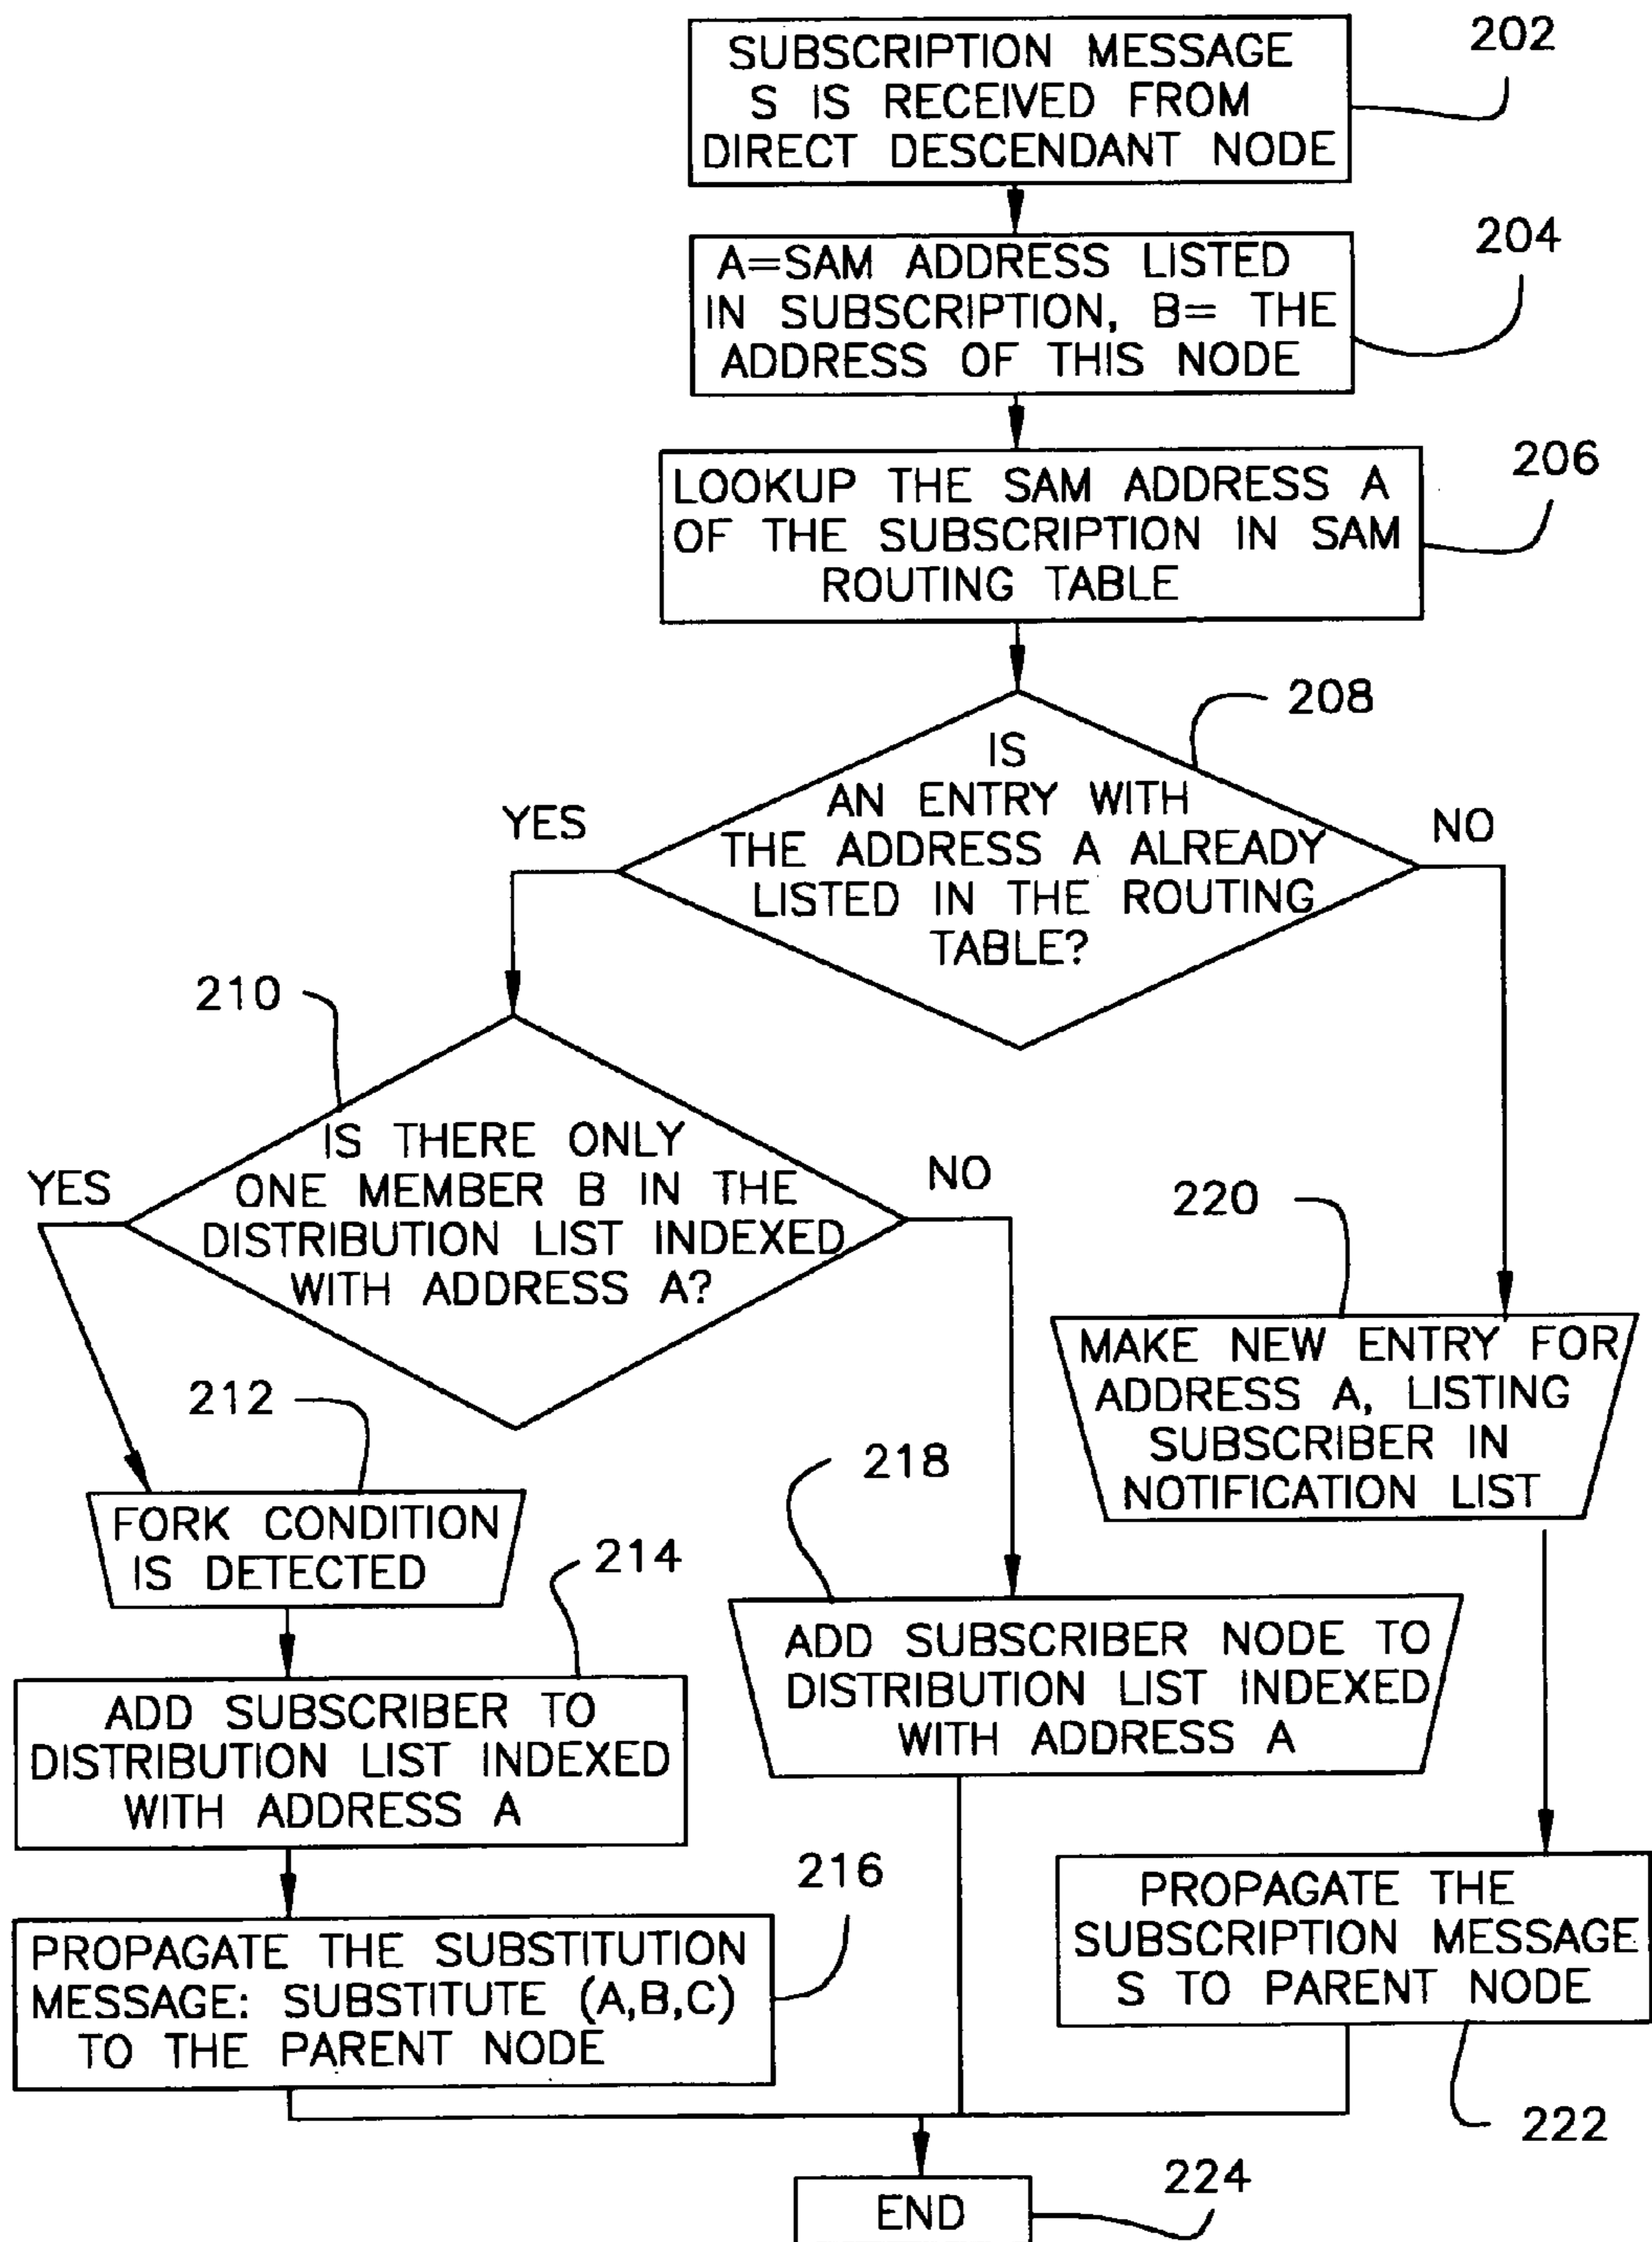 SUBSCRIPTION MESSAGE
S IS RECEIVED FROM
DIRECT DESCENDANT NODE
202
A=SAM ADDRESS LISTED
IN SUBSCRIPTION, B= THE
ADDRESS OF THIS NODE
204
LOOKUP THE SAM ADDRESS A
OF THE SUBSCRIPTION IN SAM
ROUTING TABLE
206
IS
AN ENTRY WITH
THE ADDRESS A ALREADY
LISTED IN THE ROUTING
TABLE?
208
YES
NO
210
IS THERE ONLY
ONE MEMBER B IN THE
DISTRIBUTION LIST INDEXED
WITH ADDRESS A?
YES
NO
220
MAKE NEW ENTRY FOR
ADDRESS A, LISTING
SUBSCRIBER IN
NOTIFICATION LIST
212
FORK CONDITION
IS DETECTED
218
ADD SUBSCRIBER NODE TO
DISTRIBUTION LIST INDEXED
WITH ADDRESS A
214
ADD SUBSCRIBER TO
DISTRIBUTION LIST INDEXED
WITH ADDRESS A
216
PROPAGATE THE SUBSTITUTION
MESSAGE: SUBSTITUTE (A,B,C)
TO THE PARENT NODE
PROPAGATE THE
SUBSCRIPTION MESSAGE
S TO PARENT NODE
222
END
224